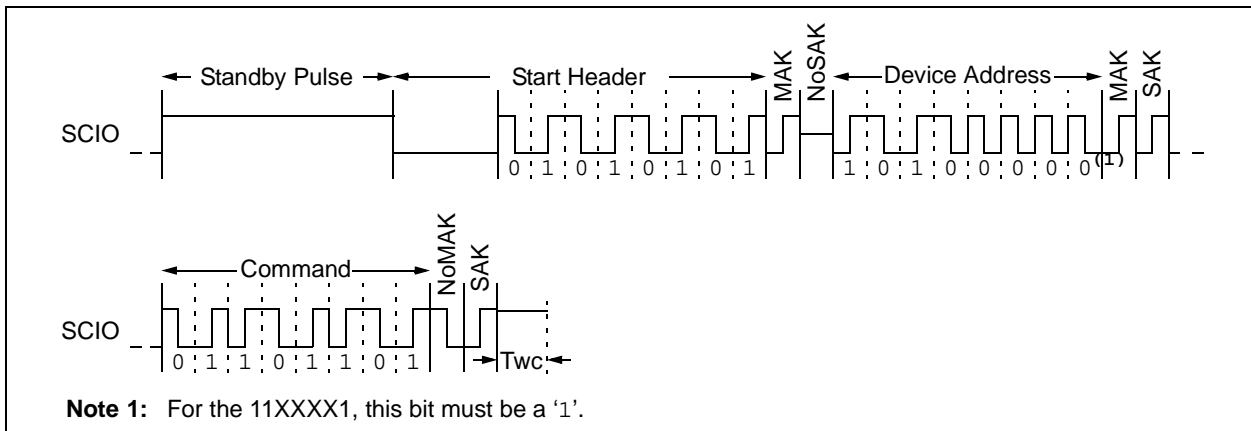 MAK NoSAK MAK SAK
Standby Pulse Start Header Device Address
SCIO
0 1 0 1 0 1 0 1 1 0 1 0 0 0 0 0(1)
NoMAK SAK
Command
SCIO
0 1 1 0 1 1 0 1 Twc
Note 1: For the 11XXXX1, this bit must be a ‘1’.